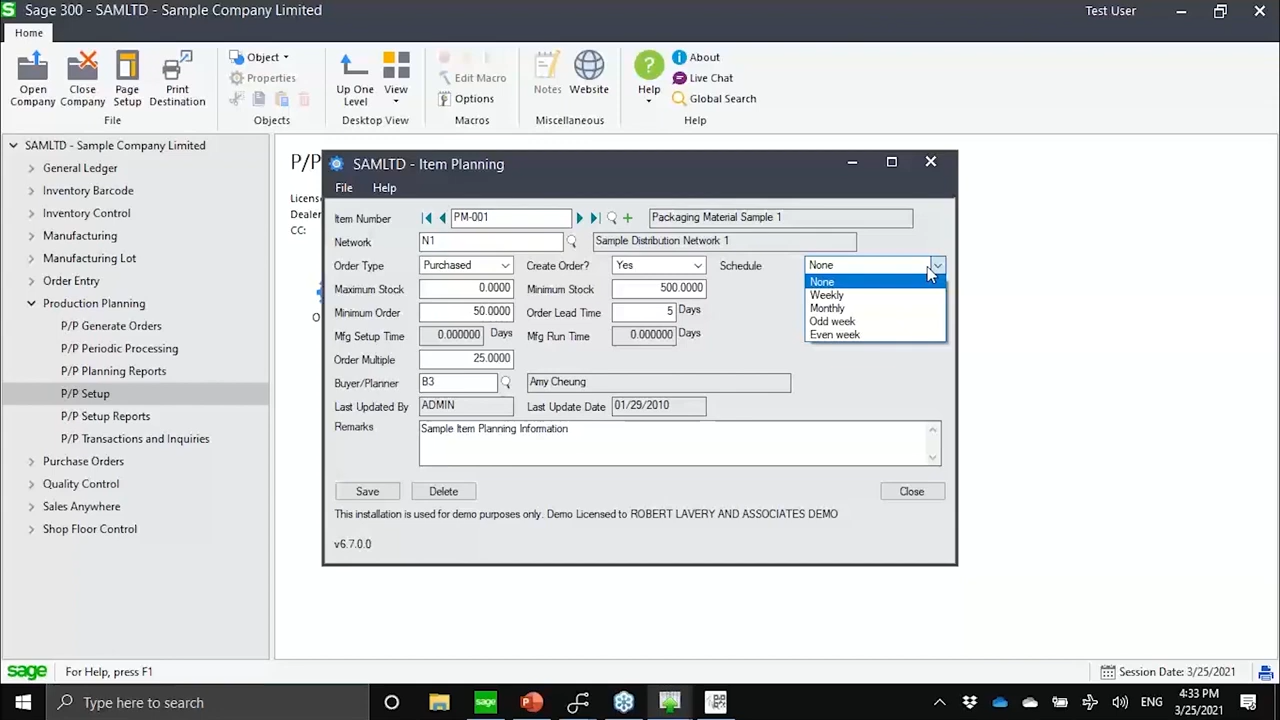 Sage 300 - SAMLTD - Sample Company Limited
Test User
Home
Open Company
Close Company
Page Setup
Print Destination
Object
Properties
Up One Level
View
Edit Macro
Options
Notes
Website
Help
About
Live Chat
Global Search
File
Objects
Desktop View
Macros
Miscellaneous
Help
SAMLTD - Sample Company Limited
General Ledger
Inventory Barcode
Inventory Control
Manufacturing
Manufacturing Lot
Order Entry
Production Planning
P/P Generate Orders
P/P Periodic Processing
P/P Planning Reports
P/P Setup
P/P Setup Reports
P/P Transactions and Inquiries
Purchase Orders
Quality Control
Sales Anywhere
Shop Floor Control
P/P
License
Dealer
CC:
O
SAMLTD - Item Planning
File Help
Item Number PM-001 Packaging Material Sample 1
Network N1 Sample Distribution Network 1
Order Type Purchased Create Order? Yes Schedule None
None
Weekly
Monthly
Odd week
Even week
Maximum Stock 0.0000 Minimum Stock 500.0000
Minimum Order 50.0000 Order Lead Time 5 Days
Mfg Setup Time 0.000000 Days Mfg Run Time 0.000000 Days
Order Multiple 25.0000
Buyer/Planner B3 Amy Cheung
Last Updated By ADMIN Last Update Date 01/29/2010
Remarks Sample Item Planning Information
Save Delete Close
This installation is used for demo purposes only. Demo Licensed to ROBERT LAVERY AND ASSOCIATES DEMO
v6.7.0.0
sage For Help, press F1 Session Date: 3/25/2021
Type here to search
sage
ENG
4:33 PM
3/25/2021